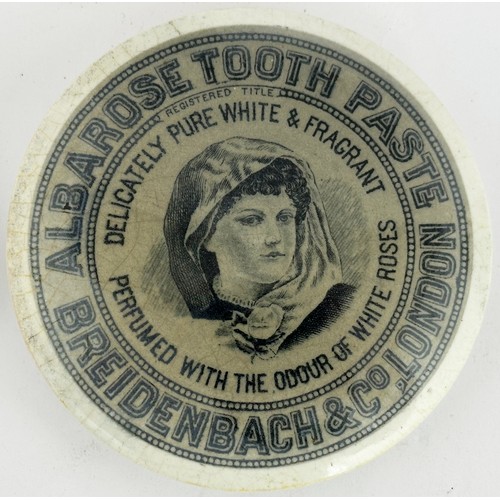 ALBAROSE TOOTH PASTE
REGISTERED TITLE
DELICATELY PURE WHITE & FRAGRANT
PERFUMED WITH THE ODOUR OF WHITE ROSES
BREIDENBACH & Co. LONDON